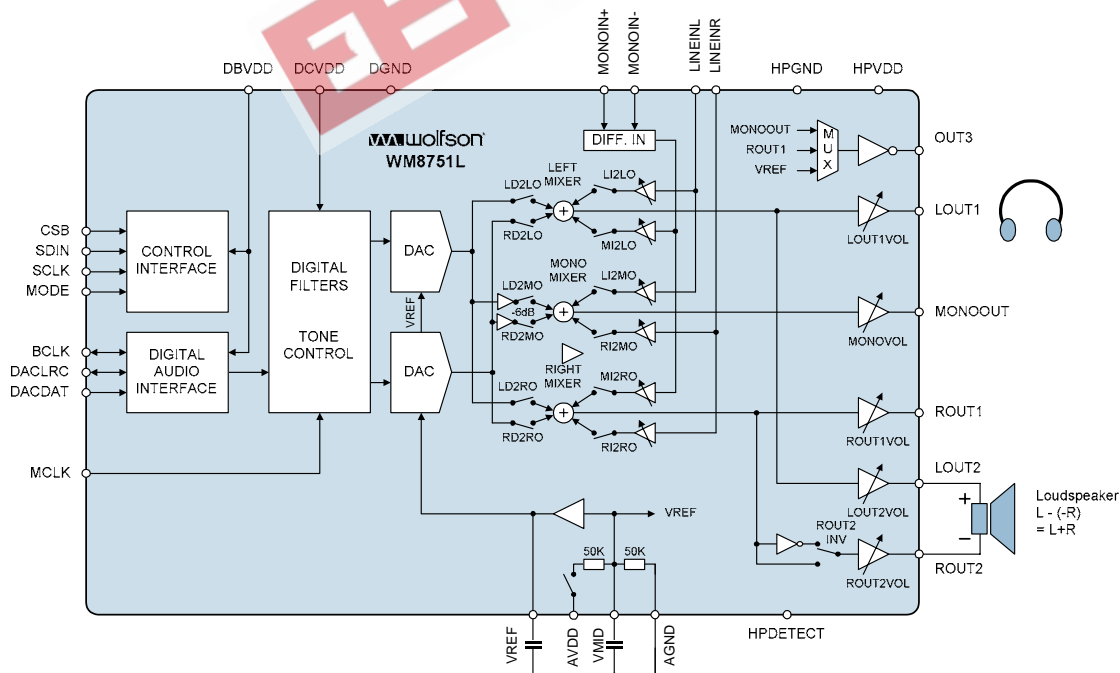 MONOIN+
MONOIN-
LINEINL
LINEINR
DBVDD
DCVDD
DGND
HPGND
HPVDD
wolfson
WM8751L
DIFF. IN
MONOOUT
ROUT1
VREF
MUX
OUT3
LEFT
MIXER
LD2LO
RD2LO
LI2LO
MI2LO
LOUT1
LOUT1VOL
CSB
SDIN
SCLK
MODE
CONTROL
INTERFACE
DIGITAL
FILTERS
TONE
CONTROL
DAC
VREF
MONO
MIXER
LD2MO
-6dB
RD2MO
LI2MO
RI2MO
MONOOUT
MONOVOL
BCLK
DACLRC
DACDAT
DIGITAL
AUDIO
INTERFACE
DAC
RIGHT
MIXER
LD2RO
RD2RO
MI2RO
RI2RO
ROUT1
ROUT1VOL
MCLK
LOUT2
LOUT2VOL
VREF
50K
50K
ROUT2
INV
ROUT2VOL
ROUT2
+
−
Loudspeaker
L - (-R)
= L+R
VREF
AVDD
VMID
AGND
HPDETECT